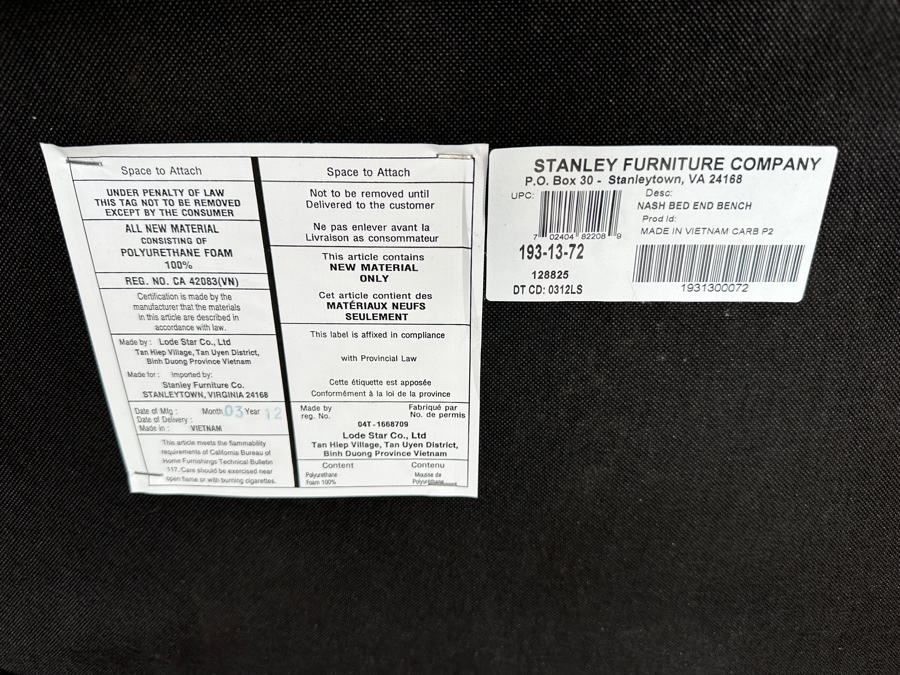 Space to Attach
UNDER PENALTY OF LAW
THIS TAG NOT TO BE REMOVED
EXCEPT BY THE CONSUMER
ALL NEW MATERIAL
CONSISTING OF
POLYURETHANE FOAM
100%
REG. NO. CA 42083(VN)
Certification is made by the
manufacturer that the materials
in this article are described in
accordance with law.
Made by : Lode Star Co., Ltd
Tan Hiep Village, Tan Uyen District,
Binh Duong Province Vietnam
Made for : Imported by:
Stanley Furniture Co.
STANLEYTOWN, VIRGINIA 24168
Date of Mfg : Month 03 Year 12
Date of Delivery :
Made in : VIETNAM
This article meets the flammability
requirements of California Bureau of
Home Furnishings Technical Bulletin
117. Care should be exercised near
open flame or with burning cigarettes.
Space to Attach
Not to be removed until
Delivered to the customer
Ne pas enlever avant la
Livraison as consommateur
This article contains
NEW MATERIAL
ONLY
Cet article contient des
MATÉRIAUX NEUFS
SEULEMENT
This label is affixed in compliance
with Provincial Law
Cette étiquette est apposée
Conformément à la loi de la province
Made by Fabriqué par
reg. No. No. de permis
04T-1668709
Lode Star Co., Ltd
Tan Hiep Village, Tan Uyen District,
Binh Duong Province Vietnam
Content Contenu
Polyurethane Mousse de
Foam 100% Polyuréthane
STANLEY FURNITURE COMPANY
P.O. Box 30 - Stanleytown, VA 24168
UPC:
7 02404 82208 9
193-13-72
128825
DT CD: 0312LS
Desc:
NASH BED END BENCH
Prod Id:
MADE IN VIETNAM CARB P2
1931300072